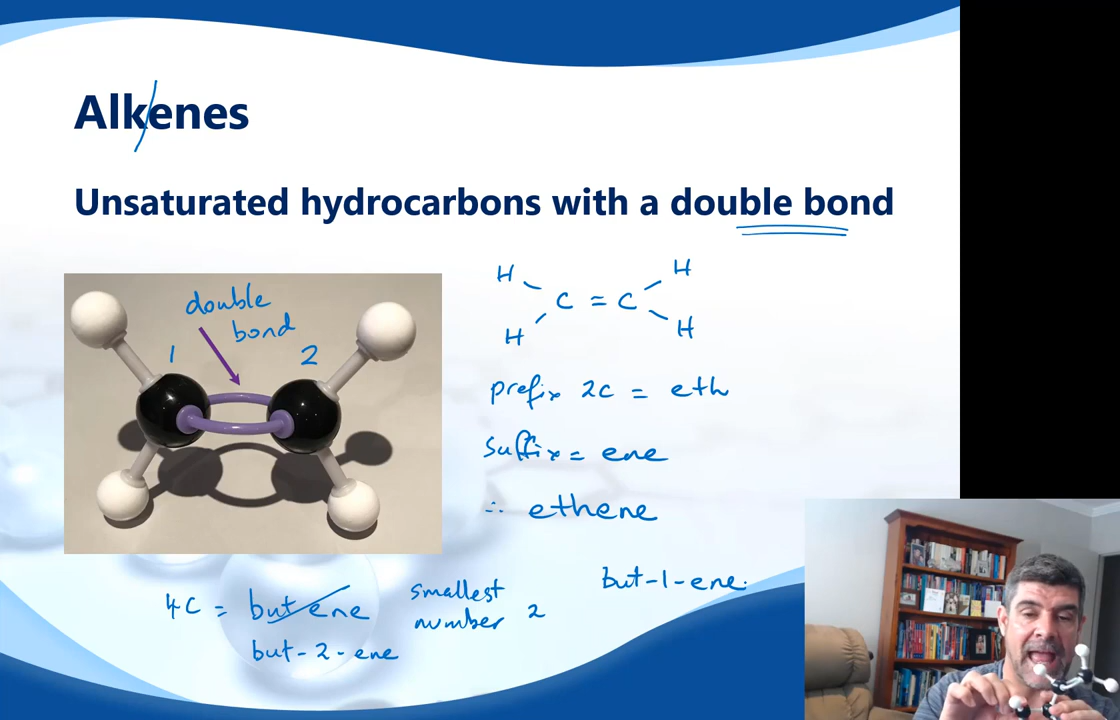 Alkenes
Unsaturated hydrocarbons with a double bond
double
bond
1
2
H
H
C = C
H
H
prefix 2C = eth
suffix = ene
∴ ethene
4C = butene
but-2-ene
smallest
number 2
but-1-ene.